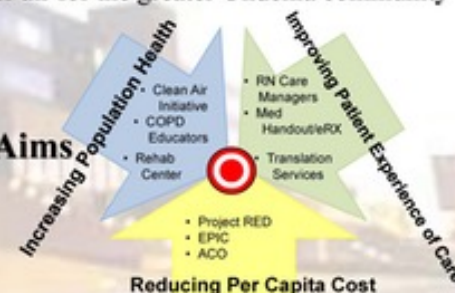 Increasing Population Health
• Clean Air
Initiative
• COPD
Educators
• Rehab
Center
Improving Patient Experience of Care
• RN Care
Managers
• Med
Handout/eRX
• Translation
Services
Aims
• Project RED
• EPIC
• ACO
Reducing Per Capita Cost